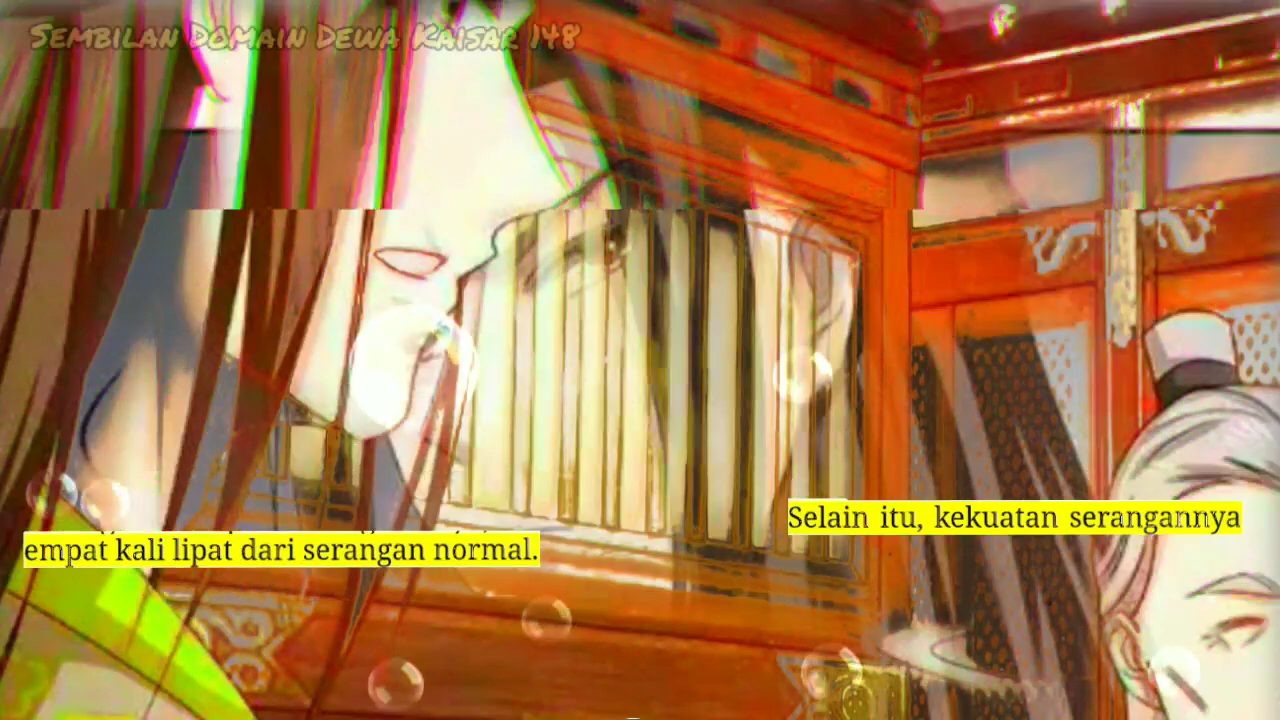 Sembilan Domain Dewa Kaisar 148
Selain itu, kekuatan serangannya
empat kali lipat dari serangan normal.